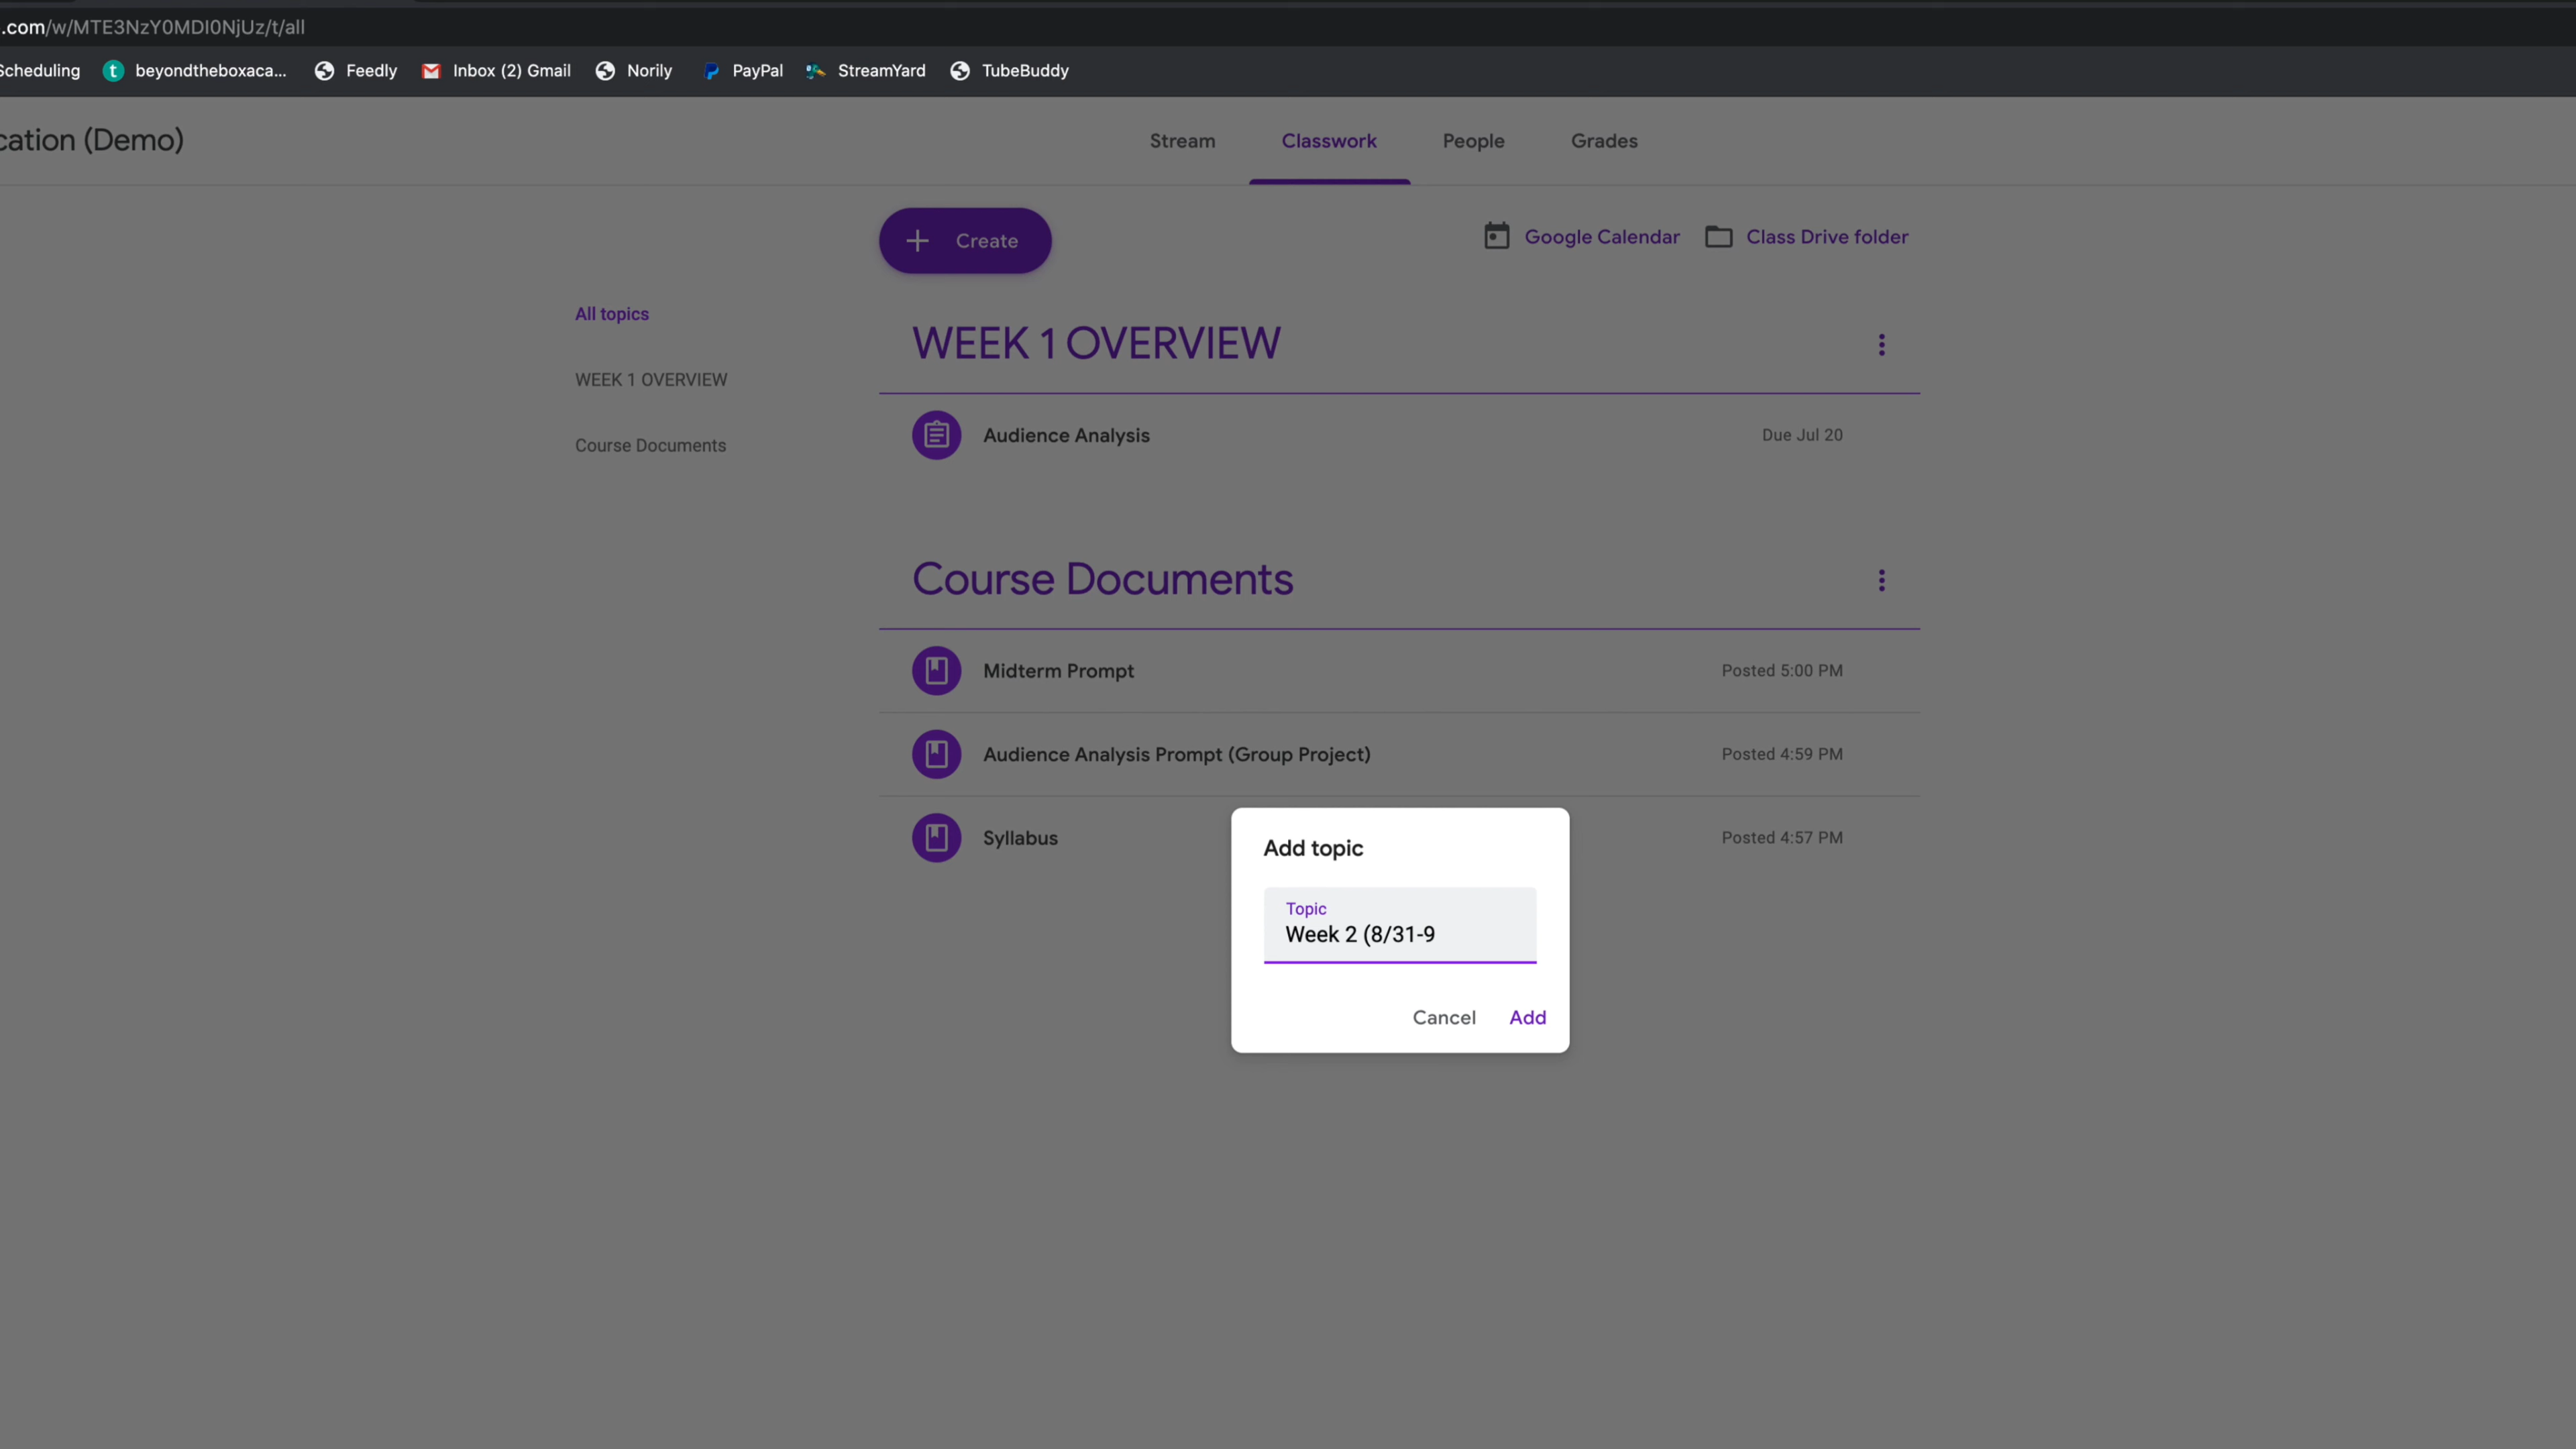 .com/w/MTE3NzY0MDI0NjUz/t/all
Scheduling beyondtheboxaca... Feedly Inbox (2) Gmail Norily PayPal StreamYard TubeBuddy
cation (Demo) Stream Classwork People Grades
Create Google Calendar Class Drive folder
All topics
WEEK 1 OVERVIEW
Course Documents
WEEK 1 OVERVIEW
Audience Analysis Due Jul 20
Course Documents
Midterm Prompt Posted 5:00 PM
Audience Analysis Prompt (Group Project) Posted 4:59 PM
Syllabus Posted 4:57 PM
Add topic
Topic
Week 2 (8/31-9
Cancel Add